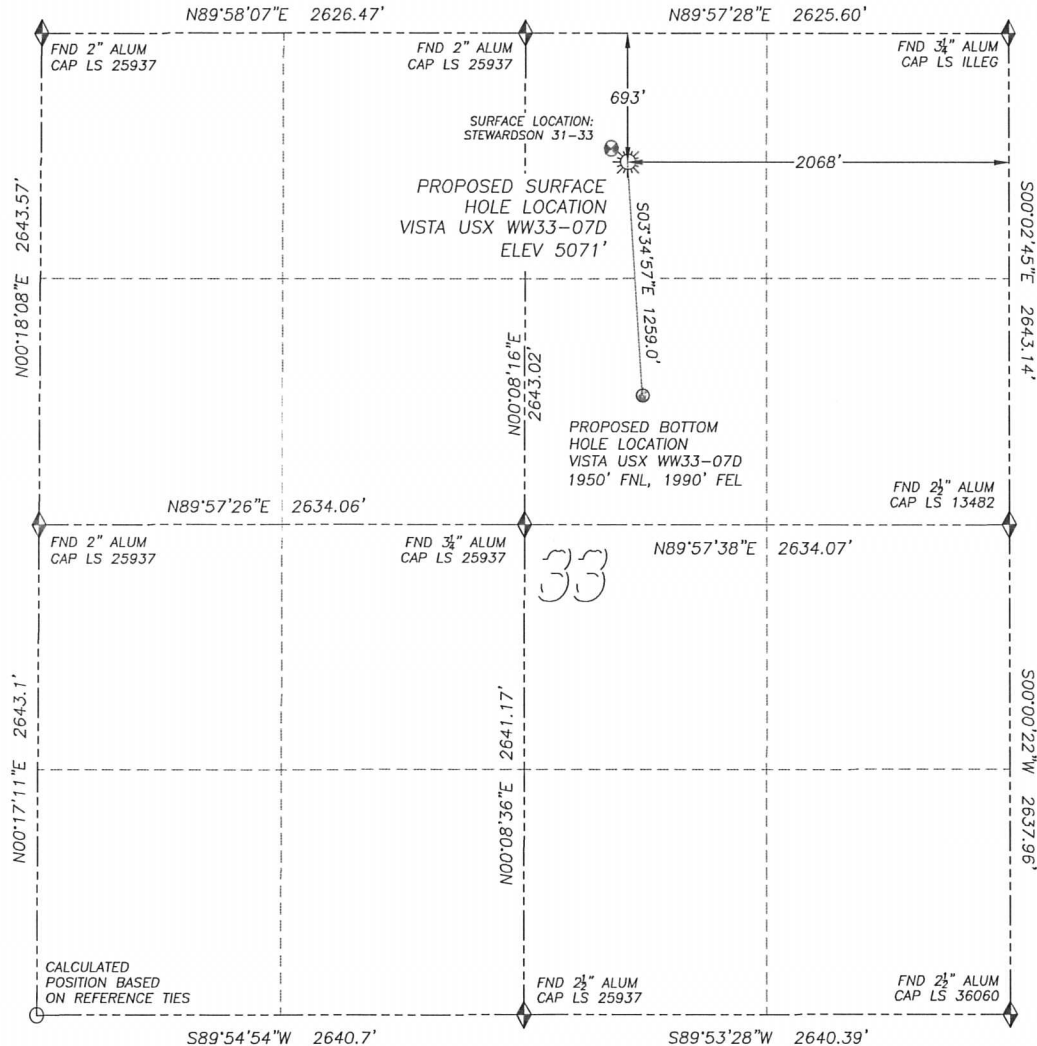 N89°58'07"E 2626.47'
N89°57'28"E 2625.60'
FND 2" ALUM
CAP LS 25937
FND 2" ALUM
CAP LS 25937
FND 3¼" ALUM
CAP LS ILLEG
693'
SURFACE LOCATION:
STEWARDSON 31-33
2068'
PROPOSED SURFACE
HOLE LOCATION
VISTA USX WW33-07D
ELEV 5071'
N00°18'08"E 2643.57'
S03°34'57"E 1259.0'
S00°02'45"E 2643.14'
N00°08'16"E
2643.02'
PROPOSED BOTTOM
HOLE LOCATION
VISTA USX WW33-07D
1950' FNL, 1990' FEL
FND 2½" ALUM
CAP LS 13482
N89°57'26"E 2634.06'
FND 2" ALUM
CAP LS 25937
FND 3¼" ALUM
CAP LS 25937
33
N89°57'38"E 2634.07'
N00°17'11"E 2643.1'
N00°08'36"E 2641.17'
S00°00'22"W 2637.96'
CALCULATED
POSITION BASED
ON REFERENCE TIES
FND 2½" ALUM
CAP LS 25937
FND 2½" ALUM
CAP LS 36060
S89°54'54"W 2640.7'
S89°53'28"W 2640.39'